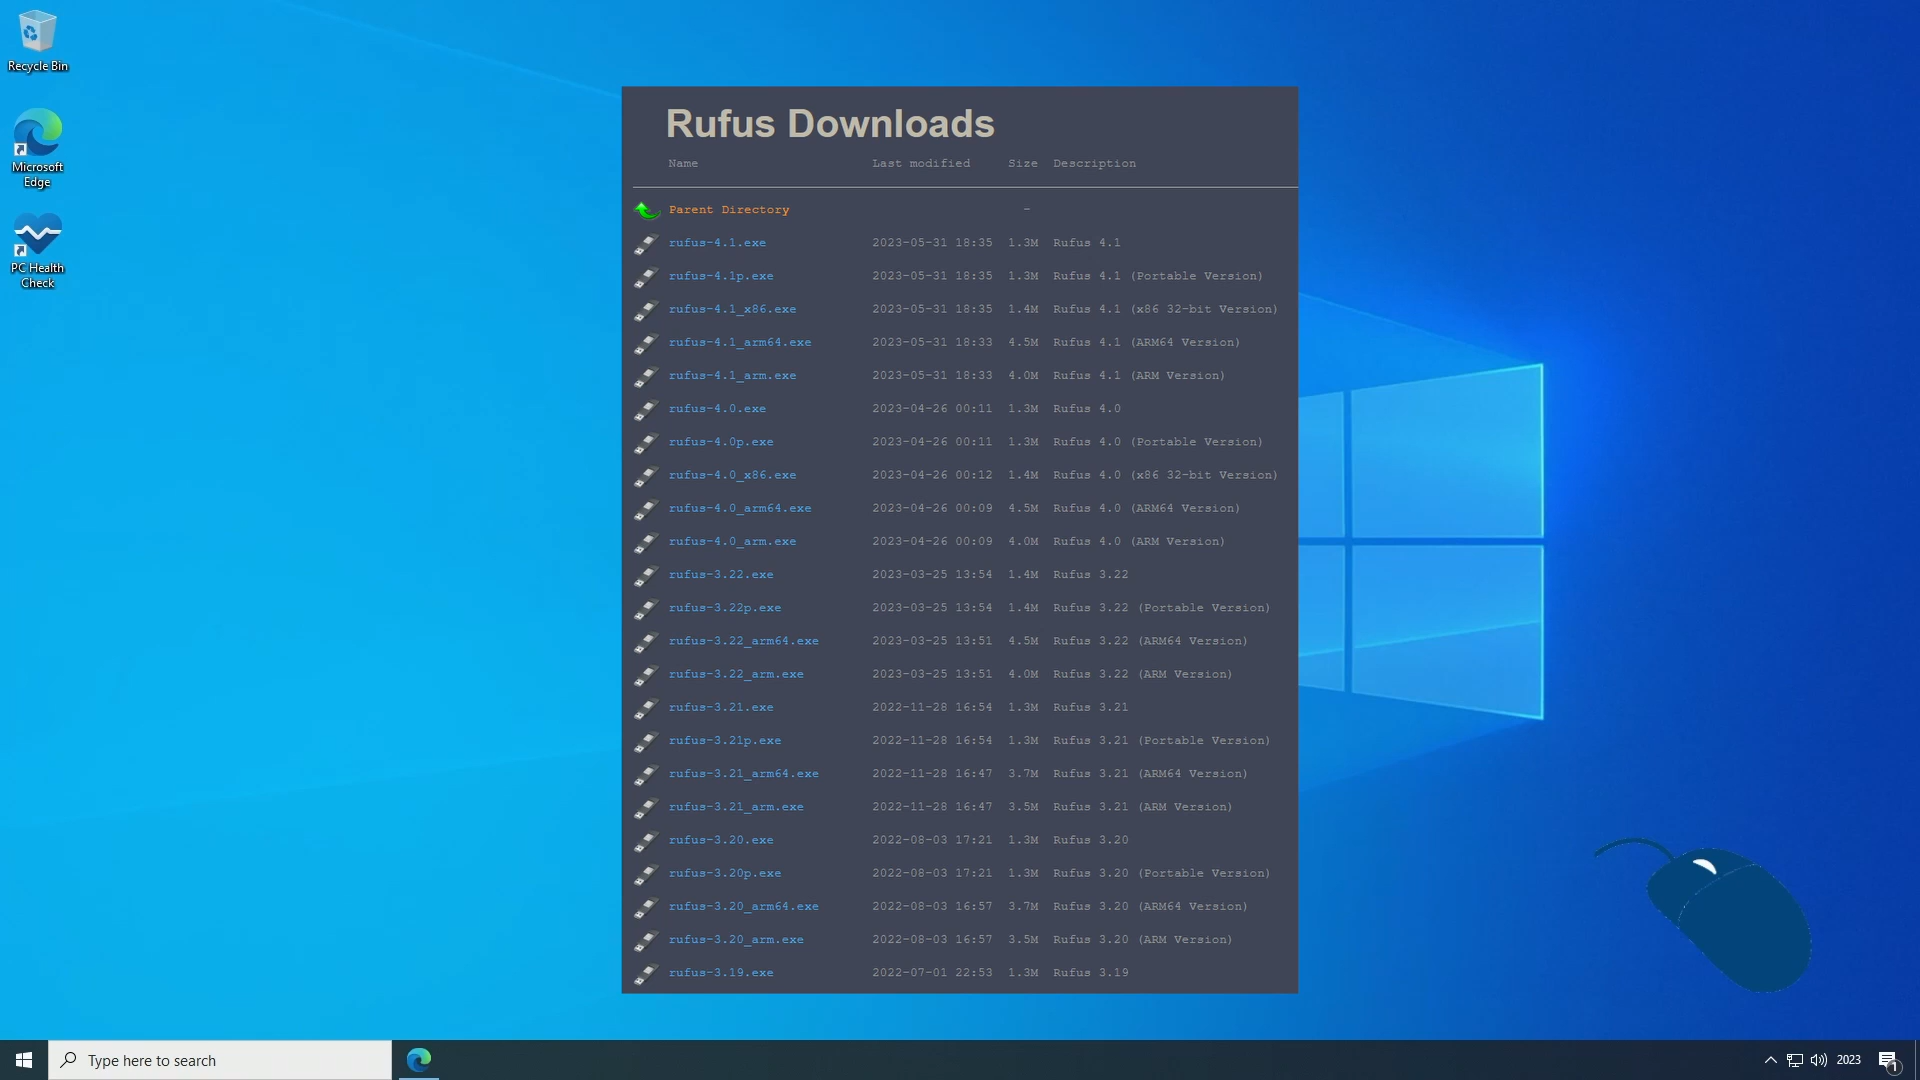 Recycle Bin
Microsoft
Edge
PC Health
Check
Rufus Downloads
Name Last modified Size Description
Parent Directory -
rufus-4.1.exe 2023-05-31 18:35 1.3M Rufus 4.1
rufus-4.1p.exe 2023-05-31 18:35 1.3M Rufus 4.1 (Portable Version)
rufus-4.1_x86.exe 2023-05-31 18:35 1.4M Rufus 4.1 (x86 32-bit Version)
rufus-4.1_arm64.exe 2023-05-31 18:33 4.5M Rufus 4.1 (ARM64 Version)
rufus-4.1_arm.exe 2023-05-31 18:33 4.0M Rufus 4.1 (ARM Version)
rufus-4.0.exe 2023-04-26 00:11 1.3M Rufus 4.0
rufus-4.0p.exe 2023-04-26 00:11 1.3M Rufus 4.0 (Portable Version)
rufus-4.0_x86.exe 2023-04-26 00:12 1.4M Rufus 4.0 (x86 32-bit Version)
rufus-4.0_arm64.exe 2023-04-26 00:09 4.5M Rufus 4.0 (ARM64 Version)
rufus-4.0_arm.exe 2023-04-26 00:09 4.0M Rufus 4.0 (ARM Version)
rufus-3.22.exe 2023-03-25 13:54 1.4M Rufus 3.22
rufus-3.22p.exe 2023-03-25 13:54 1.4M Rufus 3.22 (Portable Version)
rufus-3.22_arm64.exe 2023-03-25 13:51 4.5M Rufus 3.22 (ARM64 Version)
rufus-3.22_arm.exe 2023-03-25 13:51 4.0M Rufus 3.22 (ARM Version)
rufus-3.21.exe 2022-11-28 16:54 1.3M Rufus 3.21
rufus-3.21p.exe 2022-11-28 16:54 1.3M Rufus 3.21 (Portable Version)
rufus-3.21_arm64.exe 2022-11-28 16:47 3.7M Rufus 3.21 (ARM64 Version)
rufus-3.21_arm.exe 2022-11-28 16:47 3.5M Rufus 3.21 (ARM Version)
rufus-3.20.exe 2022-08-03 17:21 1.3M Rufus 3.20
rufus-3.20p.exe 2022-08-03 17:21 1.3M Rufus 3.20 (Portable Version)
rufus-3.20_arm64.exe 2022-08-03 16:57 3.7M Rufus 3.20 (ARM64 Version)
rufus-3.20_arm.exe 2022-08-03 16:57 3.5M Rufus 3.20 (ARM Version)
rufus-3.19.exe 2022-07-01 22:53 1.3M Rufus 3.19
Type here to search
2023
1